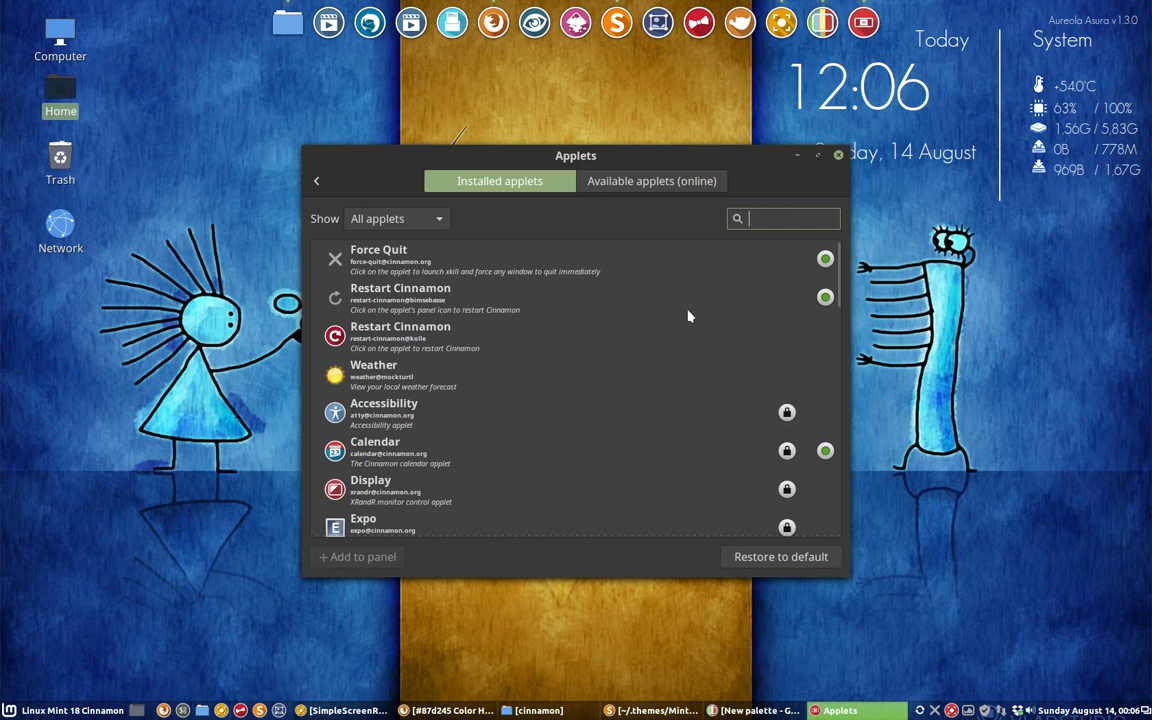 Computer
Home
Trash
Network
Aureola Asura v1.3.0
Today
12:06
day, 14 August
System
+54.0°C
63% / 100%
1,56G / 5,83G
0B / 778M
969B / 1,67G
Applets
Installed applets
Available applets (online)
Show
All applets
Force Quit
force-quit@cinnamon.org
Click on the applet to launch xkill and force any window to quit immediately
Restart Cinnamon
restart-cinnamon@bimsebasse
Click on the applet's panel icon to restart Cinnamon
Restart Cinnamon
restart-cinnamon@kolle
Click on the applet to restart Cinnamon
Weather
weather@mockturtl
View your local weather forecast
Accessibility
a11y@cinnamon.org
Accessibility applet
Calendar
calendar@cinnamon.org
The Cinnamon calendar applet
Display
xrandr@cinnamon.org
XRandR monitor control applet
Expo
expo@cinnamon.org
+ Add to panel
Restore to default
Linux Mint 18 Cinnamon
[SimpleScreenR...
[#87d245 Color H...
[cinnamon]
[~/.themes/Mint...
[New palette - G...
Applets
Sunday August 14, 00:06